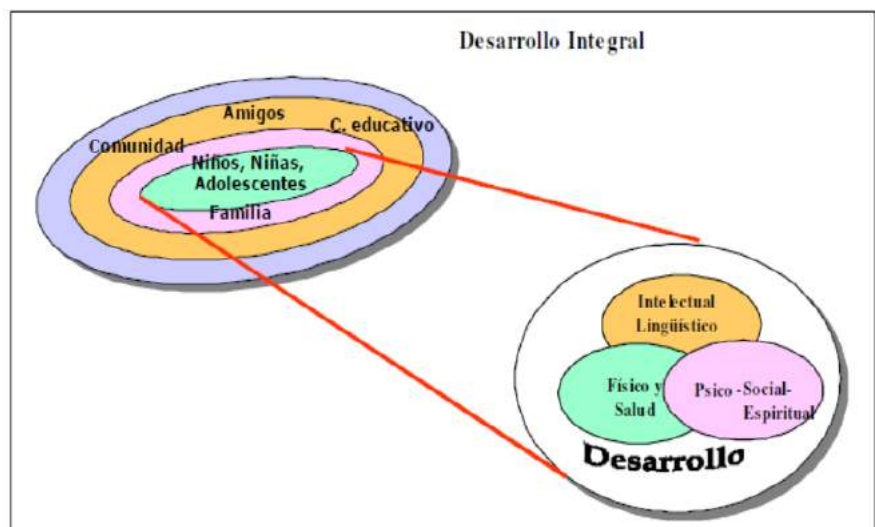 Desarrollo Integral
Amigos
C. educativo
Comunidad
Niños, Niñas,
Adolescentes
Familia
Intelectual
Lingüístico
Físico y
Salud
Psico -Social-
Espiritual
Desarrollo